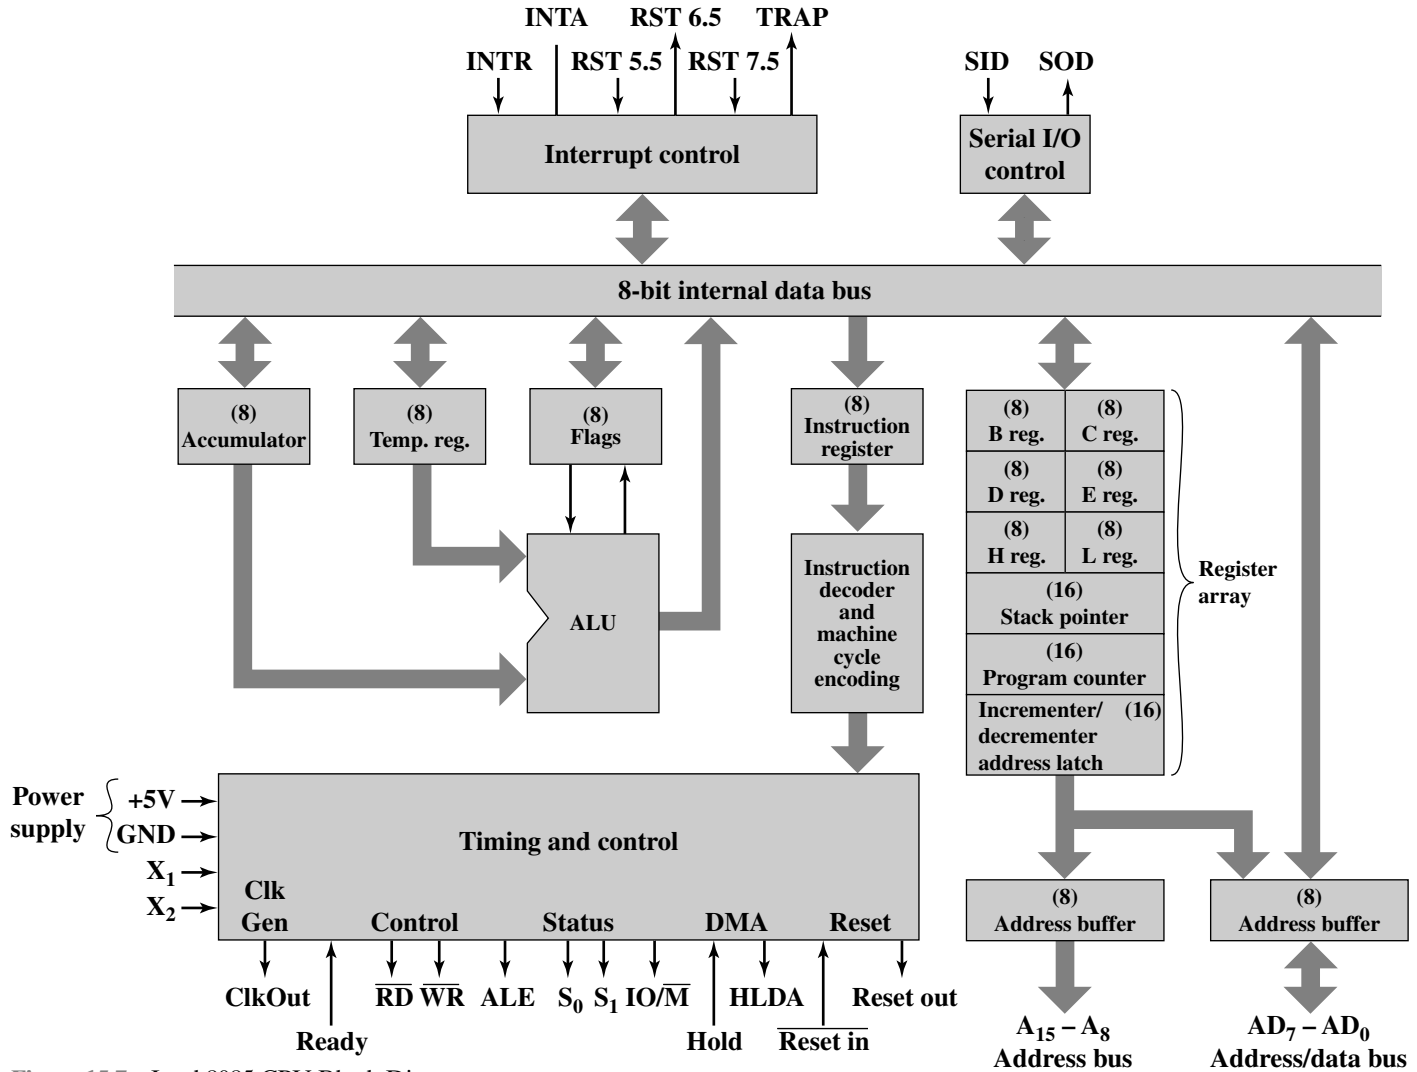 INTA RST 6.5 TRAP
INTR RST 5.5 RST 7.5 SID SOD
Interrupt control
Serial I/O
control
8-bit internal data bus
(8)
Accumulator
(8)
Temp. reg.
(8)
Flags
(8)
Instruction
register
(8)
B reg.
(8)
C reg.
(8)
D reg.
(8)
E reg.
(8)
H reg.
(8)
L reg.
(16)
Stack pointer
(16)
Program counter
Incrementer/ (16)
decrementer
address latch
Register
array
ALU
Instruction
decoder
and
machine
cycle
encoding
Power
supply
+5V
GND
X1
X2
Timing and control
Clk
Gen Control Status DMA Reset
ClkOut R̅D̅ W̅R̅ ALE S0 S1 IO/M̅ HLDA Reset out
Ready Hold R̅e̅s̅e̅t̅ i̅n̅
(8)
Address buffer
(8)
Address buffer
A15 – A8
Address bus
AD7 – AD0
Address/data bus